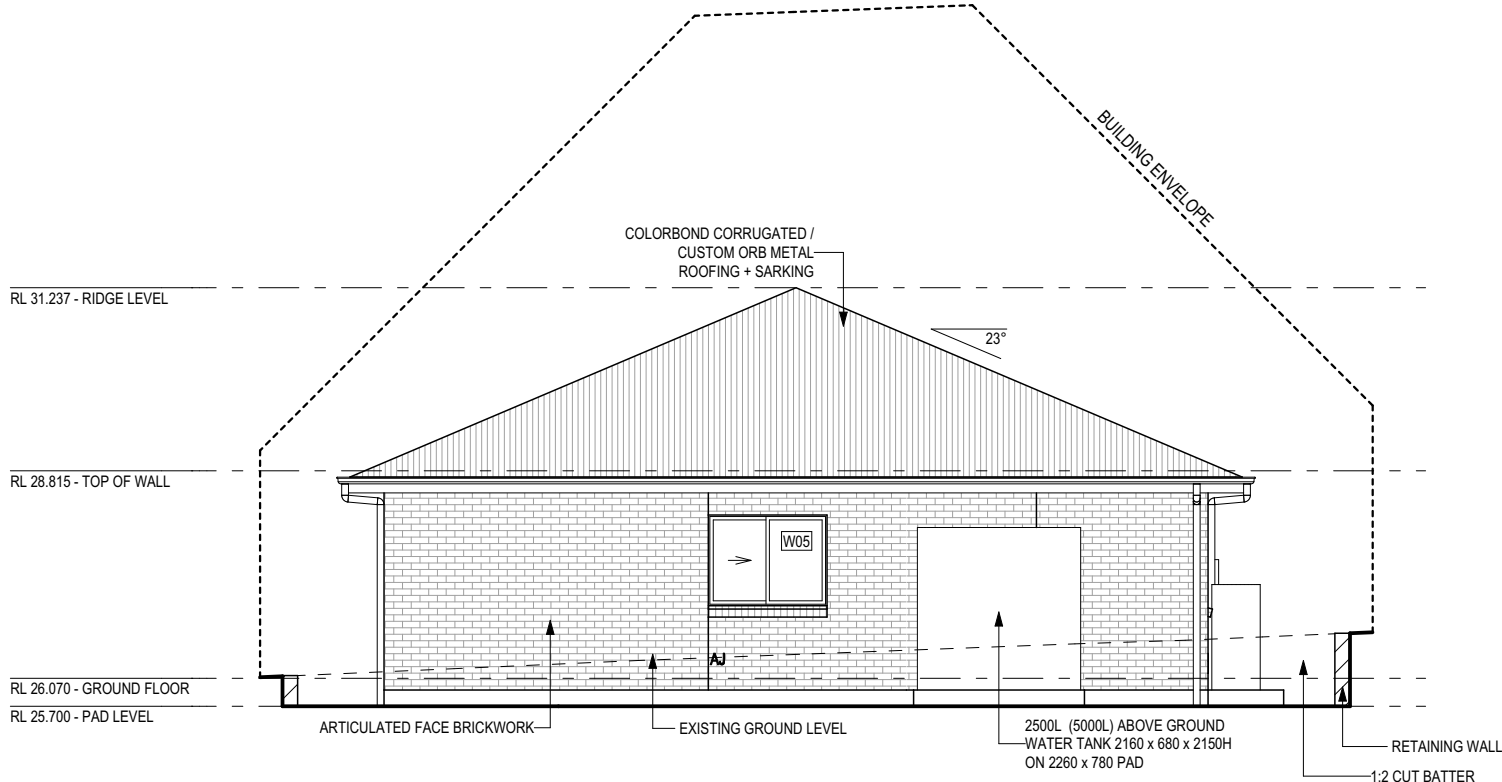 BUILDING ENVELOPE
COLORBOND CORRUGATED /
CUSTOM ORB METAL
ROOFING + SARKING
RL 31.237 - RIDGE LEVEL
23°
RL 28.815 - TOP OF WALL
W05
AJ
RL 26.070 - GROUND FLOOR
RL 25.700 - PAD LEVEL
ARTICULATED FACE BRICKWORK
EXISTING GROUND LEVEL
2500L (5000L) ABOVE GROUND
WATER TANK 2160 x 680 x 2150H
ON 2260 x 780 PAD
RETAINING WALL
1:2 CUT BATTER